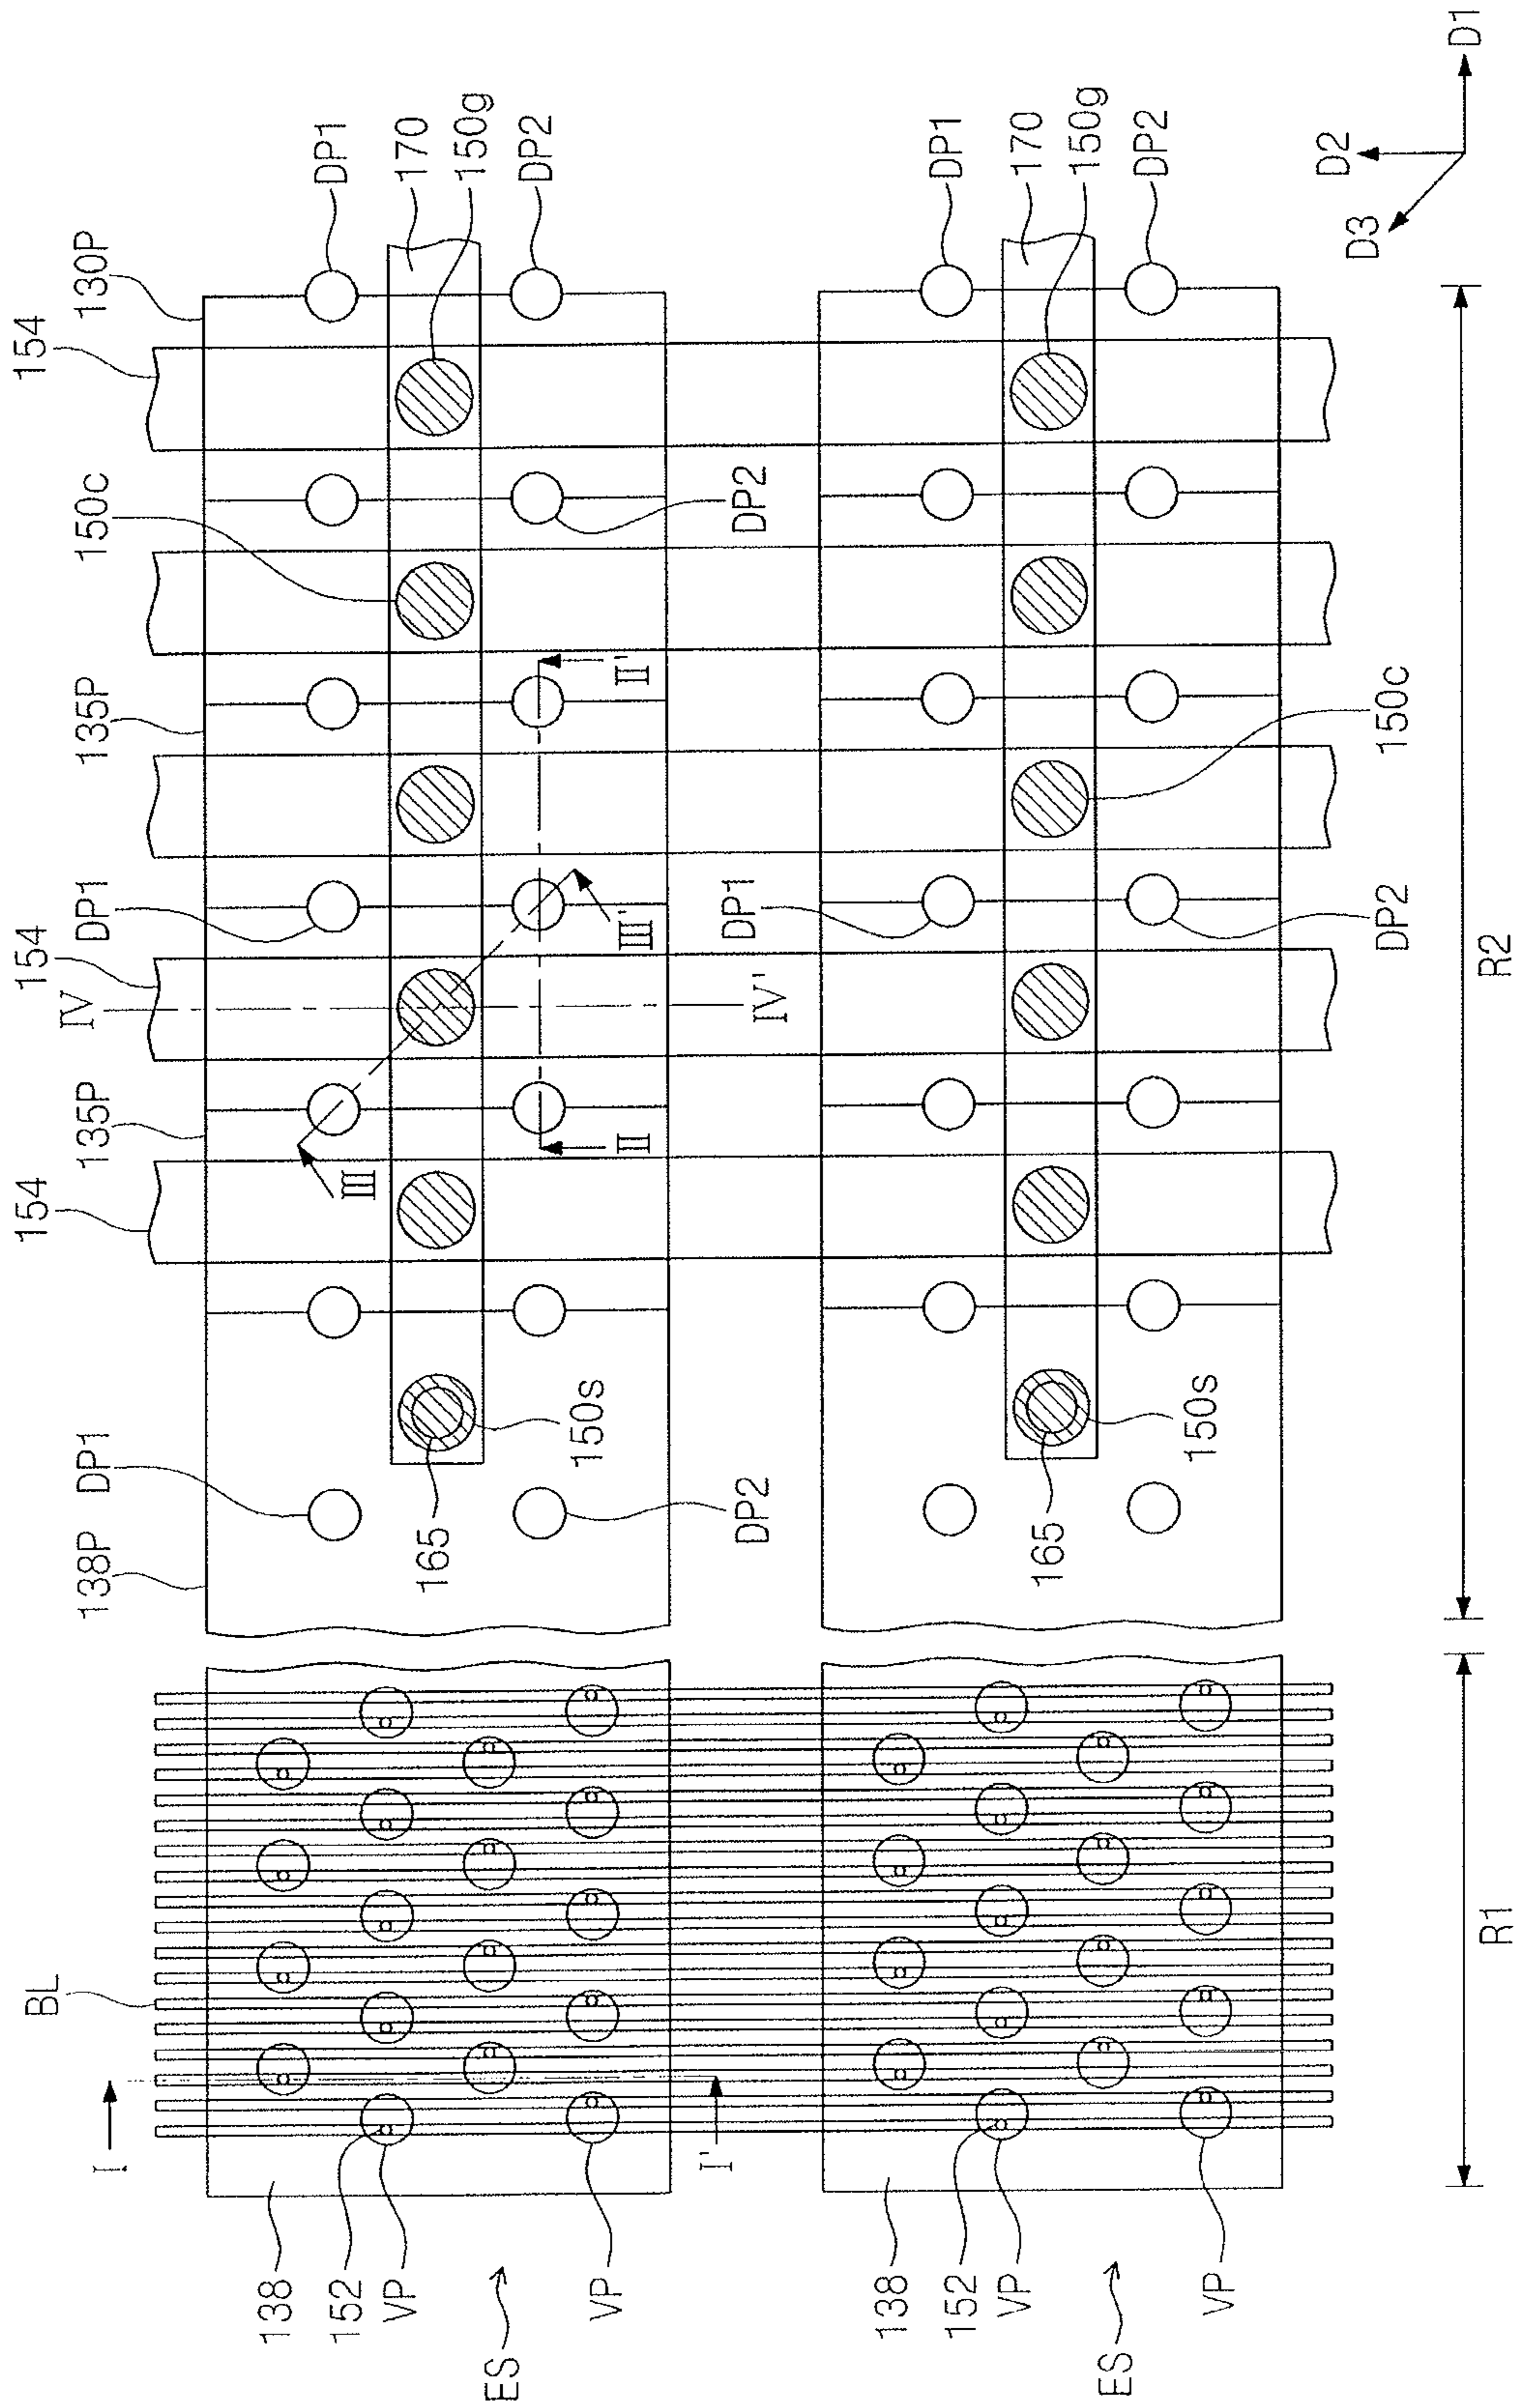 154
130P
DP1
170
150g
DP2
DP1
170
150g
DP2
D1
D2
D3
150c
DP2
135P
II'
150c
DP1
III'
DP1
DP2
154
IV
IV'
R2
135P
III
II
154
DP1
165
150s
DP2
165
150s
138P
BL
R1
I
I'
138
152
VP
VP
138
152
VP
VP
ES
ES